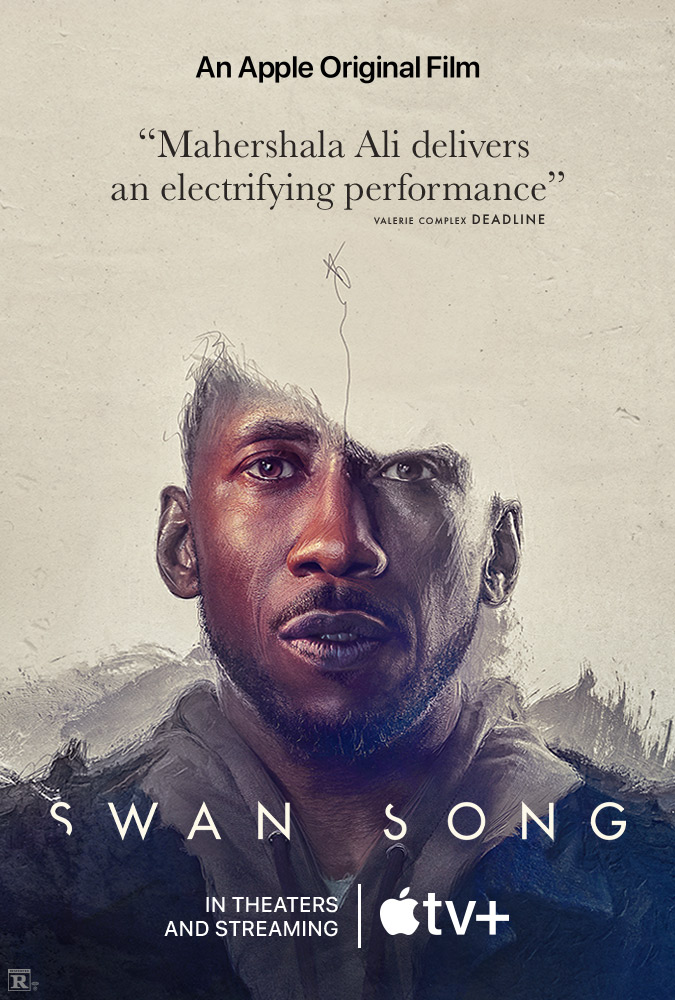 An Apple Original Film
“Mahershala Ali delivers
an electrifying performance”
VALERIE COMPLEX DEADLINE
SWAN SONG
IN THEATERS
AND STREAMING
tv+
R